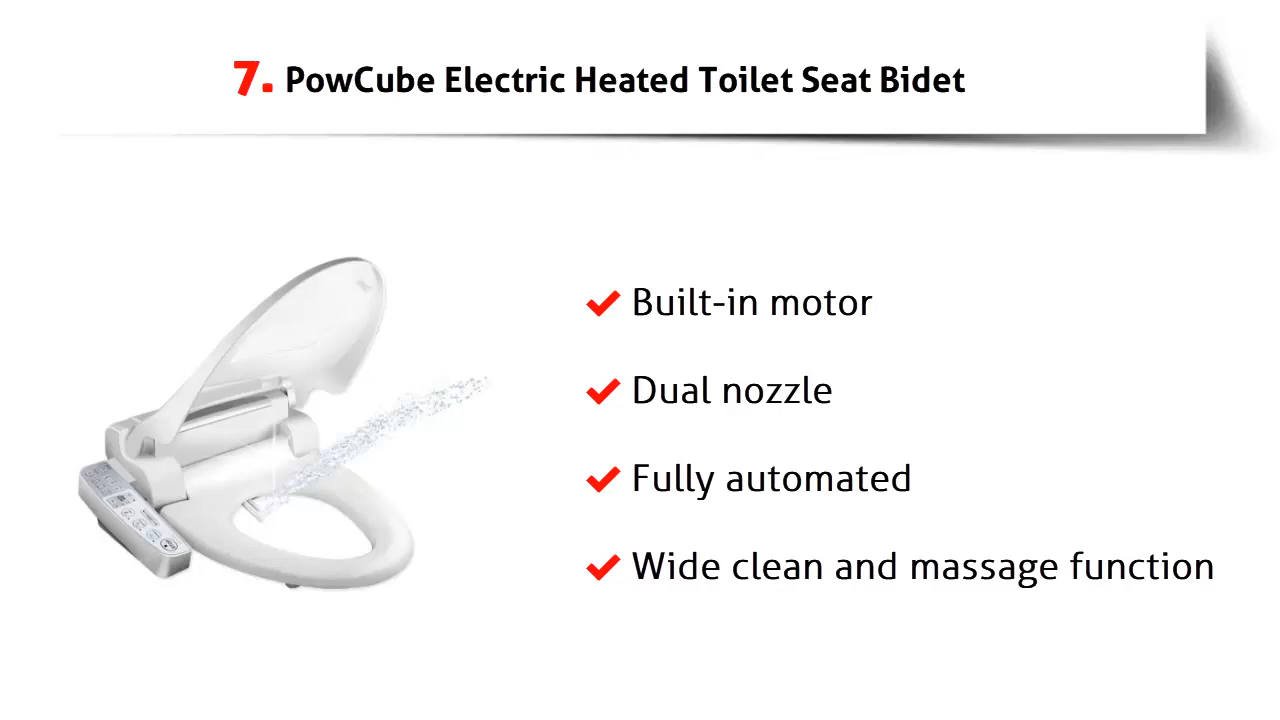 7. PowCube Electric Heated Toilet Seat Bidet
Built-in motor
Dual nozzle
Fully automated
Wide clean and massage function